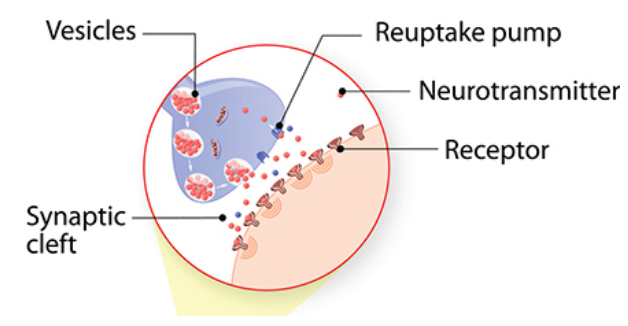 Vesicles
Reuptake pump
Neurotransmitter
Receptor
Synaptic
cleft